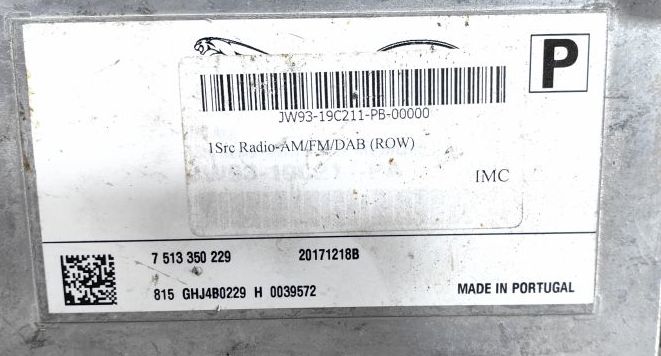 P
JW93-19C211-PB-00000
1Src Radio-AM/FM/DAB (ROW)
IMC
7 513 350 229 20171218B
815 GHJ4B0229 H 0039572 MADE IN PORTUGAL